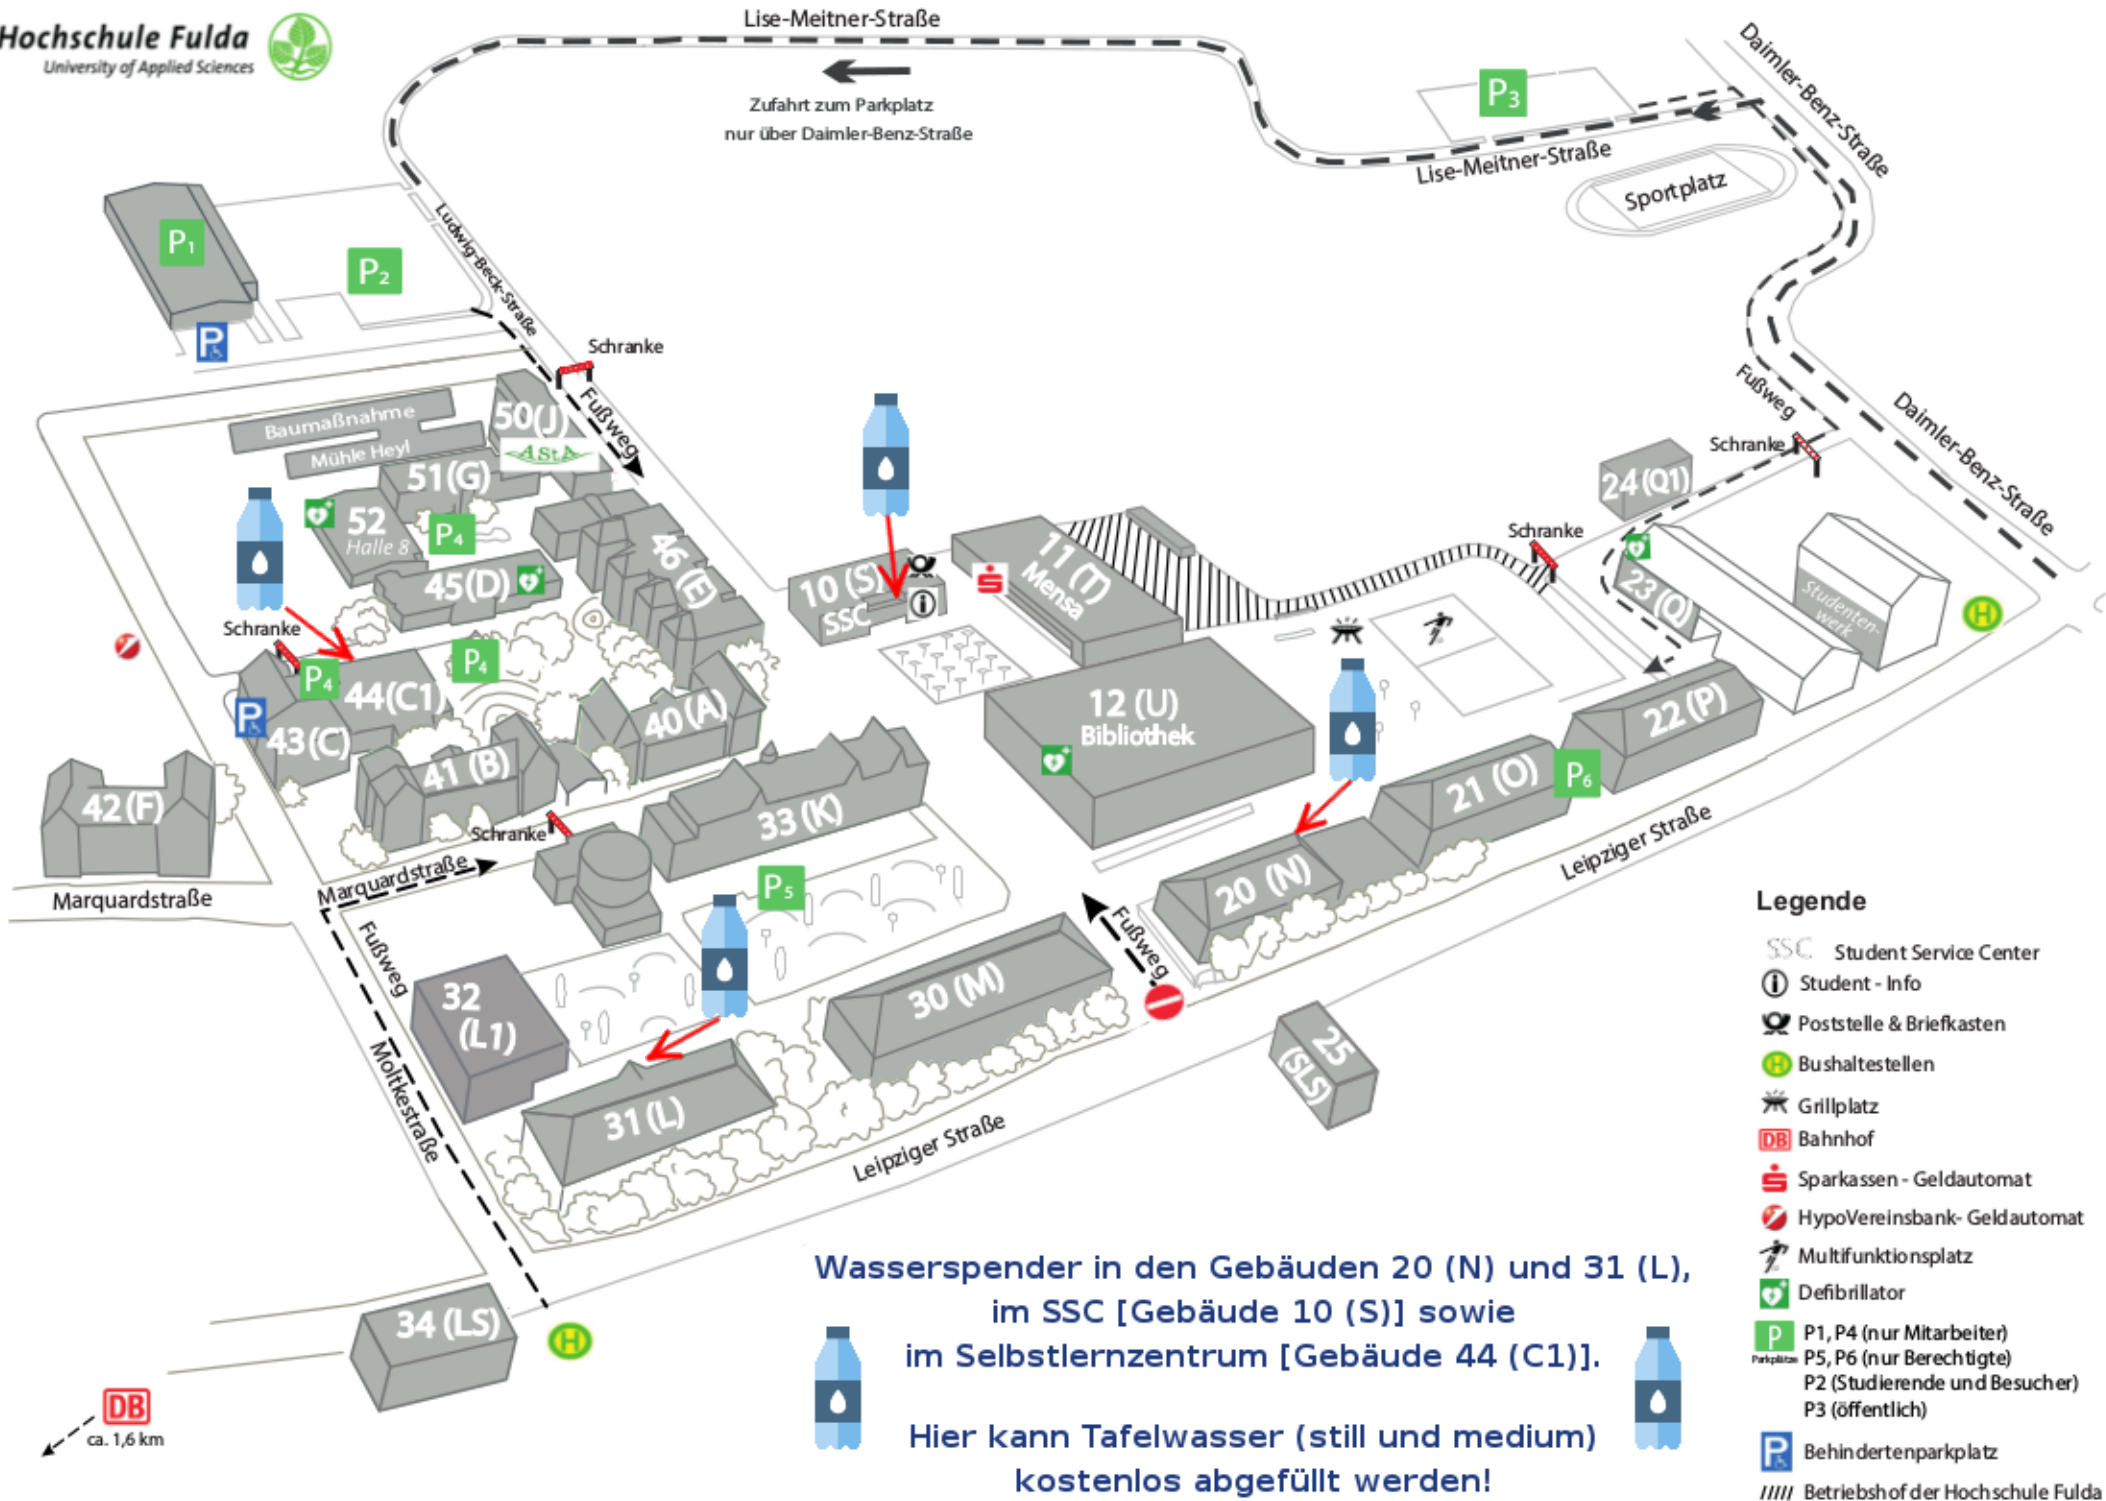 Hochschule Fulda
University of Applied Sciences
Lise-Meitner-Straße
Zufahrt zum Parkplatz
nur über Daimler-Benz-Straße
P3
Lise-Meitner-Straße
Sportplatz
Daimler-Benz-Straße
P1
P2
P
Ludwig-Beck-Straße
Schranke
Fußweg
Fußweg
Schranke
Daimler-Benz-Straße
Baumaßnahme
Mühle Heyl
50(J)
AStA
51(G)
52
Halle 8
P4
45(D)
46 (E)
10 (S)
SSC
11 (T)
Mensa
Schranke
24(Q1)
23 (Q)
Studenten-
werk
H
Schranke
P4
P4
44(C1)
P
43(C)
41 (B)
40(A)
42(F)
12 (U)
Bibliothek
22(P)
21 (O)
P6
20 (N)
33 (K)
Schranke
Marquardstraße
Marquardstraße
P5
Fußweg
Fußweg
Leipziger Straße
32
(L1)
30 (M)
31 (L)
25
(SLS)
Moltkestraße
Leipziger Straße
34 (LS)
H
DB
ca. 1,6 km
Wasserspender in den Gebäuden 20 (N) und 31 (L),
im SSC [Gebäude 10 (S)] sowie
im Selbstlernzentrum [Gebäude 44 (C1)].
Hier kann Tafelwasser (still und medium)
kostenlos abgefüllt werden!
Legende
SSC Student Service Center
i Student - Info
Poststelle & Briefkasten
H Bushaltestellen
Grillplatz
DB Bahnhof
Sparkassen - Geldautomat
HypoVereinsbank- Geldautomat
Multifunktionsplatz
Defibrillator
P Parkplätze
P1, P4 (nur Mitarbeiter)
P5, P6 (nur Berechtigte)
P2 (Studierende und Besucher)
P3 (öffentlich)
P Behindertenparkplatz
Betriebshof der Hochschule Fulda